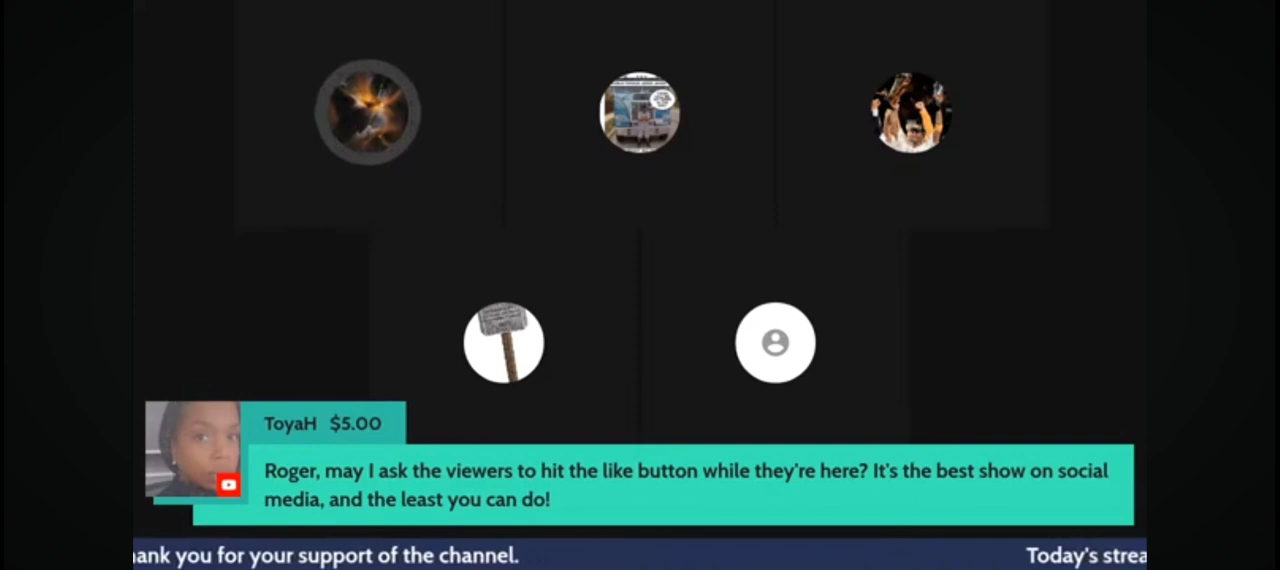 ToyaH $5.00
Roger, may I ask the viewers to hit the like button while they're here? It's the best show on social
media, and the least you can do!
hank you for your support of the channel. Today's strea